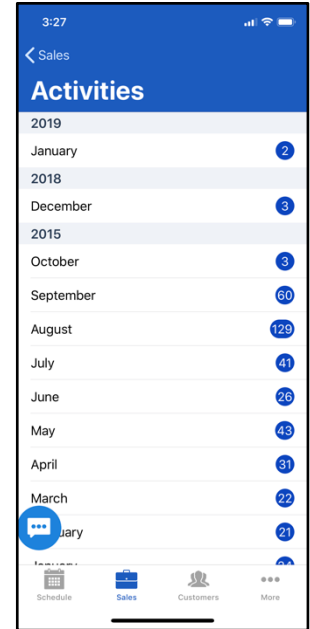 3:27
Sales
Activities
2019
January 2
2018
December 3
2015
October 3
September 60
August 129
July 41
June 26
May 43
April 31
March 22
uary 21
Schedule Sales Customers More